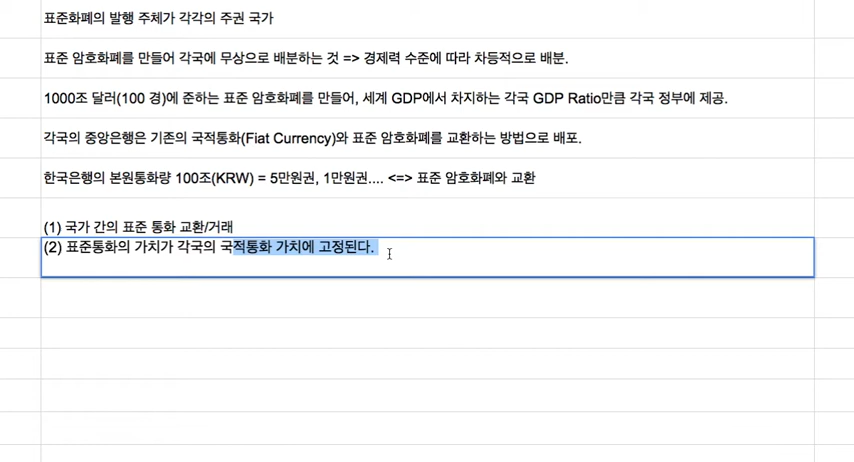 표준화폐의 발행 주체가 각각의 주권 국가
표준 암호화폐를 만들어 각국에 무상으로 배분하는 것 => 경제력 수준에 따라 차등적으로 배분.
1000조 달러(100 경)에 준하는 표준 암호화폐를 만들어, 세계 GDP에서 차지하는 각국 GDP Ratio만큼 각국 정부에 제공.
각국의 중앙은행은 기존의 국적통화(Fiat Currency)와 표준 암호화폐를 교환하는 방법으로 배포.
한국은행의 본원통화량 100조(KRW) = 5만원권, 1만원권.... <=> 표준 암호화폐와 교환
(1) 국가 간의 표준 통화 교환/거래
(2) 표준통화의 가치가 각국의 국적통화 가치에 고정된다.